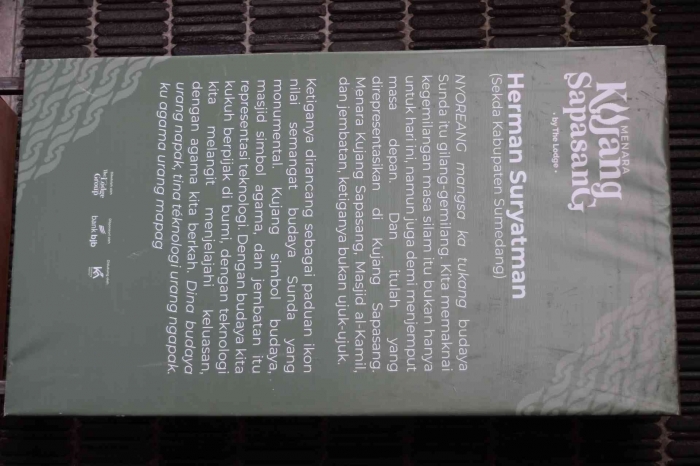 MENARA
Kujang
Sapasang
• by The Lodge •
Herman Suryatman
(Sekda Kabupaten Sumedang)
NYOREANG mangsa ka tukang budaya
Sunda itu gilang-gemilang. Kita memaknai
kegemilangan masa silam itu bukan hanya
untuk hari ini, namun juga demi menjemput
masa depan. Dan itulah yang
direpresentasikan di Kujang Sapasang.
Menara Kujang Sapasang, Masjid al-Kamil,
dan jembatan, ketiganya bukan ujuk-ujuk.
Ketiganya dirancang sebagai paduan ikon
nilai semangat budaya Sunda yang
monumental. Kujang simbol budaya,
masjid simbol agama, dan jembatan itu
representasi teknologi. Dengan budaya kita
kukuh berpijak di bumi, dengan teknologi
kita melangit menjelajahi keluasan,
dengan agama kita berkah. Dina budaya
urang napak, tina téknologi urang ngapak,
ku agama urang mapag
the Lodge
Group
bank bjb